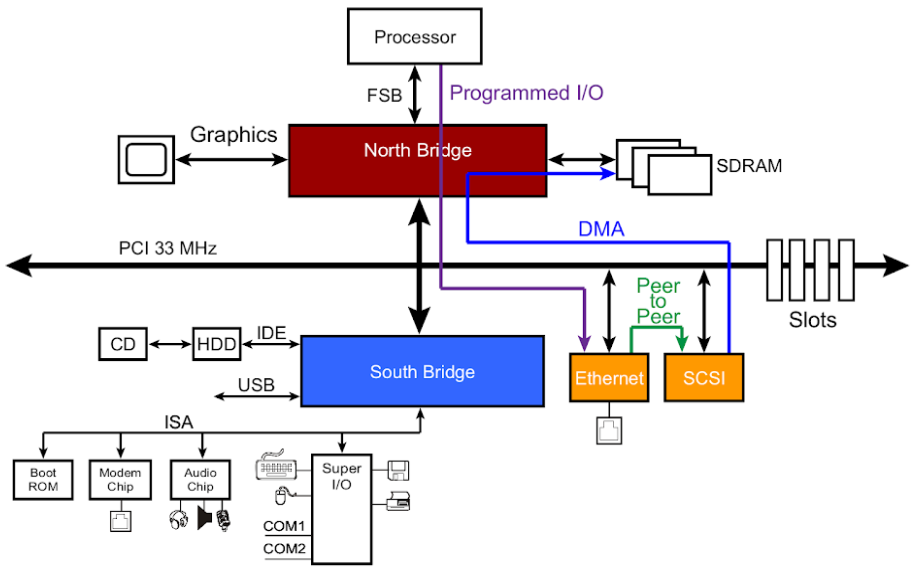 Processor
FSB
Programmed I/O
Graphics
North Bridge
SDRAM
DMA
PCI 33 MHz
Peer
to
Peer
Slots
CD
HDD
IDE
South Bridge
Ethernet
SCSI
USB
ISA
Boot
ROM
Modem
Chip
Audio
Chip
Super
I/O
COM1
COM2